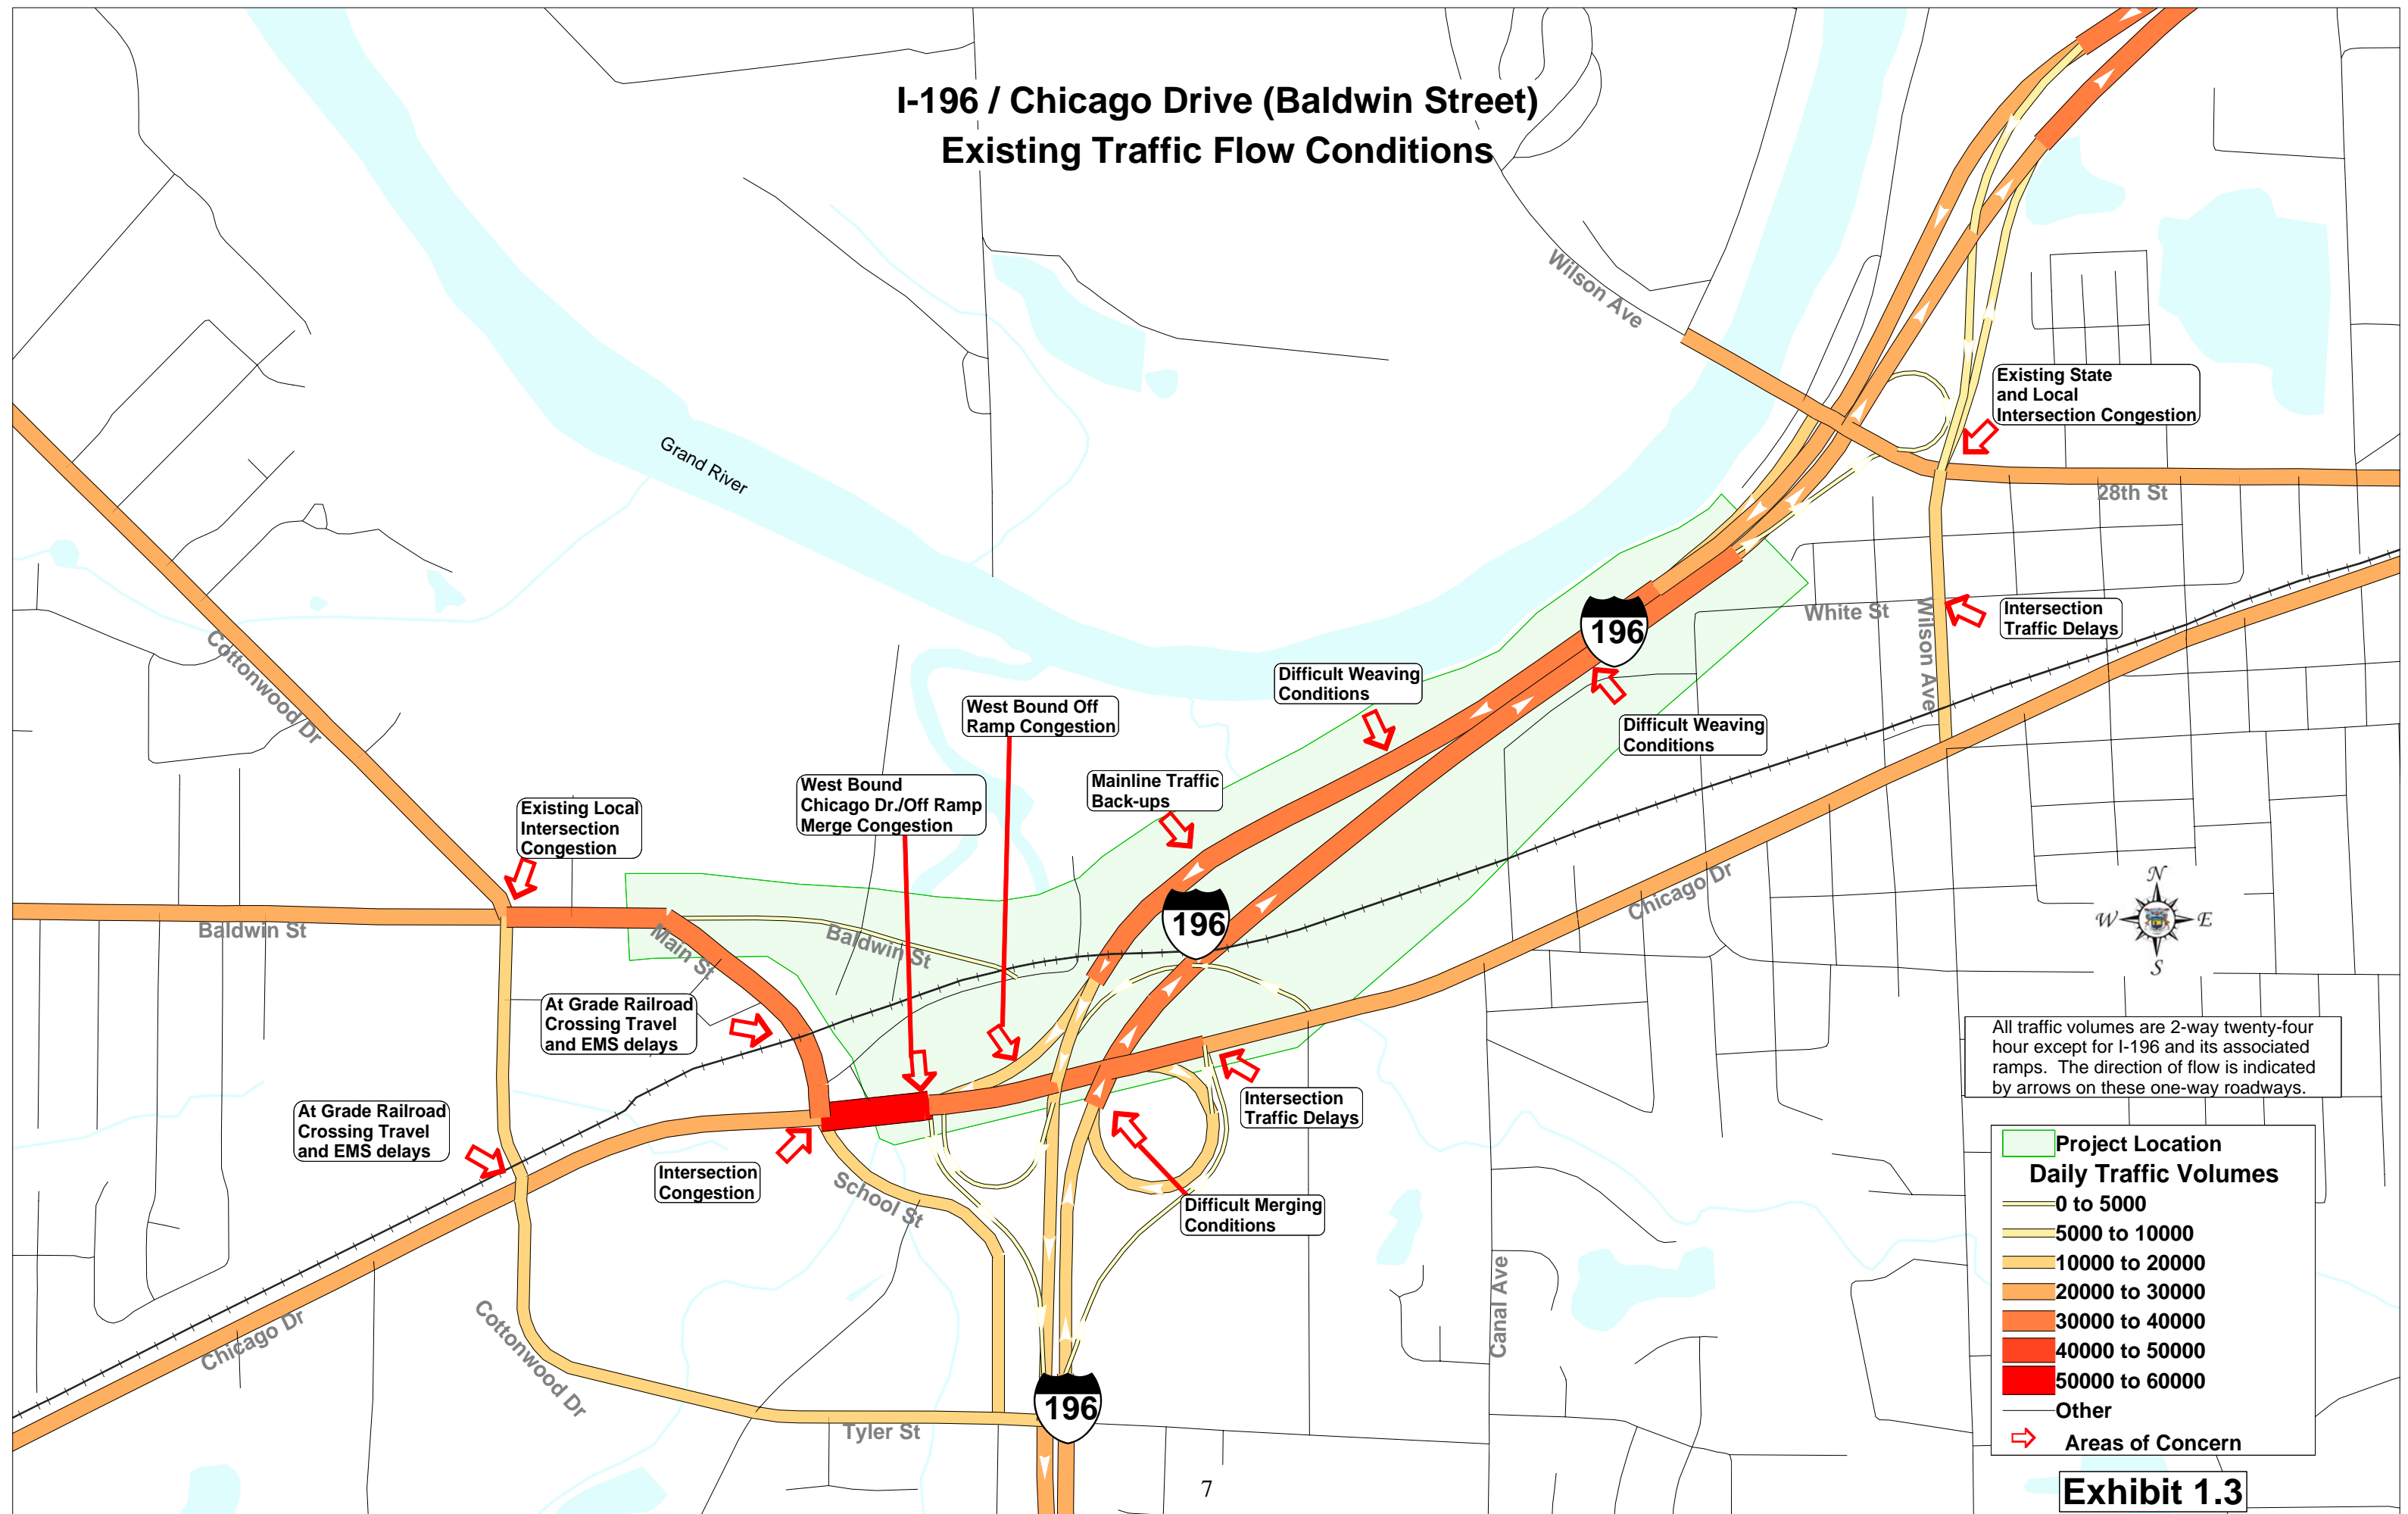 I-196 / Chicago Drive (Baldwin Street)
Existing Traffic Flow Conditions
Wilson Ave
Existing State
and Local
Intersection Congestion
Grand River
28th St
196
White St
Wilson Ave
Intersection
Traffic Delays
Cottonwood Dr
Difficult Weaving
Conditions
West Bound Off
Ramp Congestion
Difficult Weaving
Conditions
Mainline Traffic
Back-ups
West Bound
Chicago Dr./Off Ramp
Merge Congestion
Existing Local
Intersection
Congestion
196
Chicago Dr
N
W
E
S
Baldwin St
Main St
Baldwin St
At Grade Railroad
Crossing Travel
and EMS delays
All traffic volumes are 2-way twenty-four
hour except for I-196 and its associated
ramps. The direction of flow is indicated
by arrows on these one-way roadways.
At Grade Railroad
Crossing Travel
and EMS delays
Intersection
Traffic Delays
Intersection
Congestion
School St
Difficult Merging
Conditions
Project Location
Daily Traffic Volumes
0 to 5000
5000 to 10000
10000 to 20000
20000 to 30000
30000 to 40000
40000 to 50000
50000 to 60000
Other
Areas of Concern
Canal Ave
Chicago Dr
Cottonwood Dr
196
Tyler St
7
Exhibit 1.3